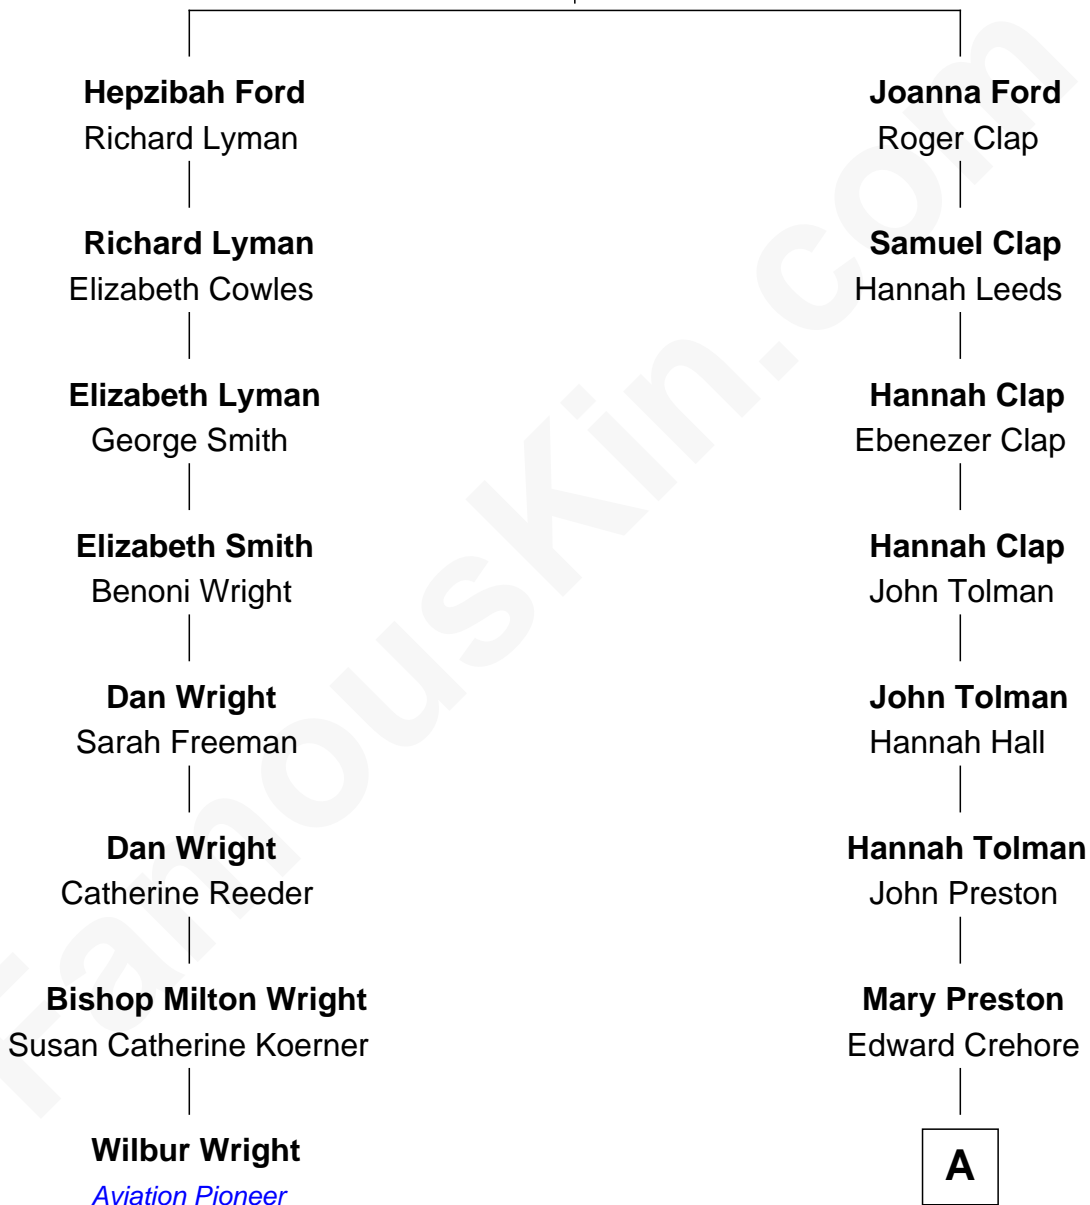 Hepzibah Ford
Richard Lyman
Joanna Ford
Roger Clap
Richard Lyman
Elizabeth Cowles
Samuel Clap
Hannah Leeds
Elizabeth Lyman
George Smith
Hannah Clap
Ebenezer Clap
Elizabeth Smith
Benoni Wright
Hannah Clap
John Tolman
Dan Wright
Sarah Freeman
John Tolman
Hannah Hall
Dan Wright
Catherine Reeder
Hannah Tolman
John Preston
Bishop Milton Wright
Susan Catherine Koerner
Mary Preston
Edward Crehore
Wilbur Wright
Aviation Pioneer
A
FamousKin.com